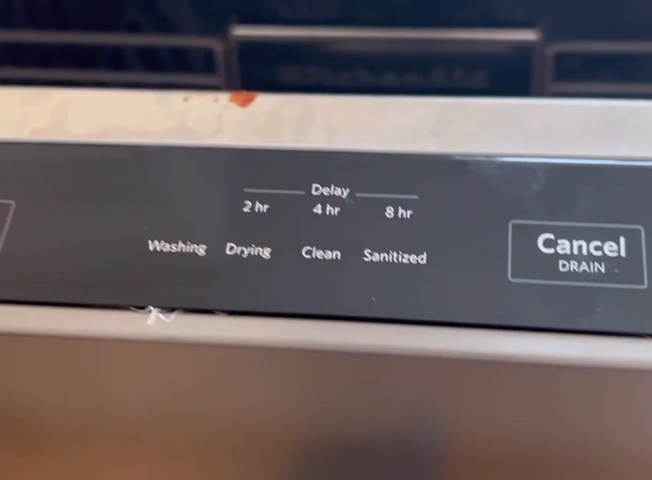 Delay
2 hr 4 hr 8 hr
Washing Drying Clean Sanitized
Cancel
DRAIN